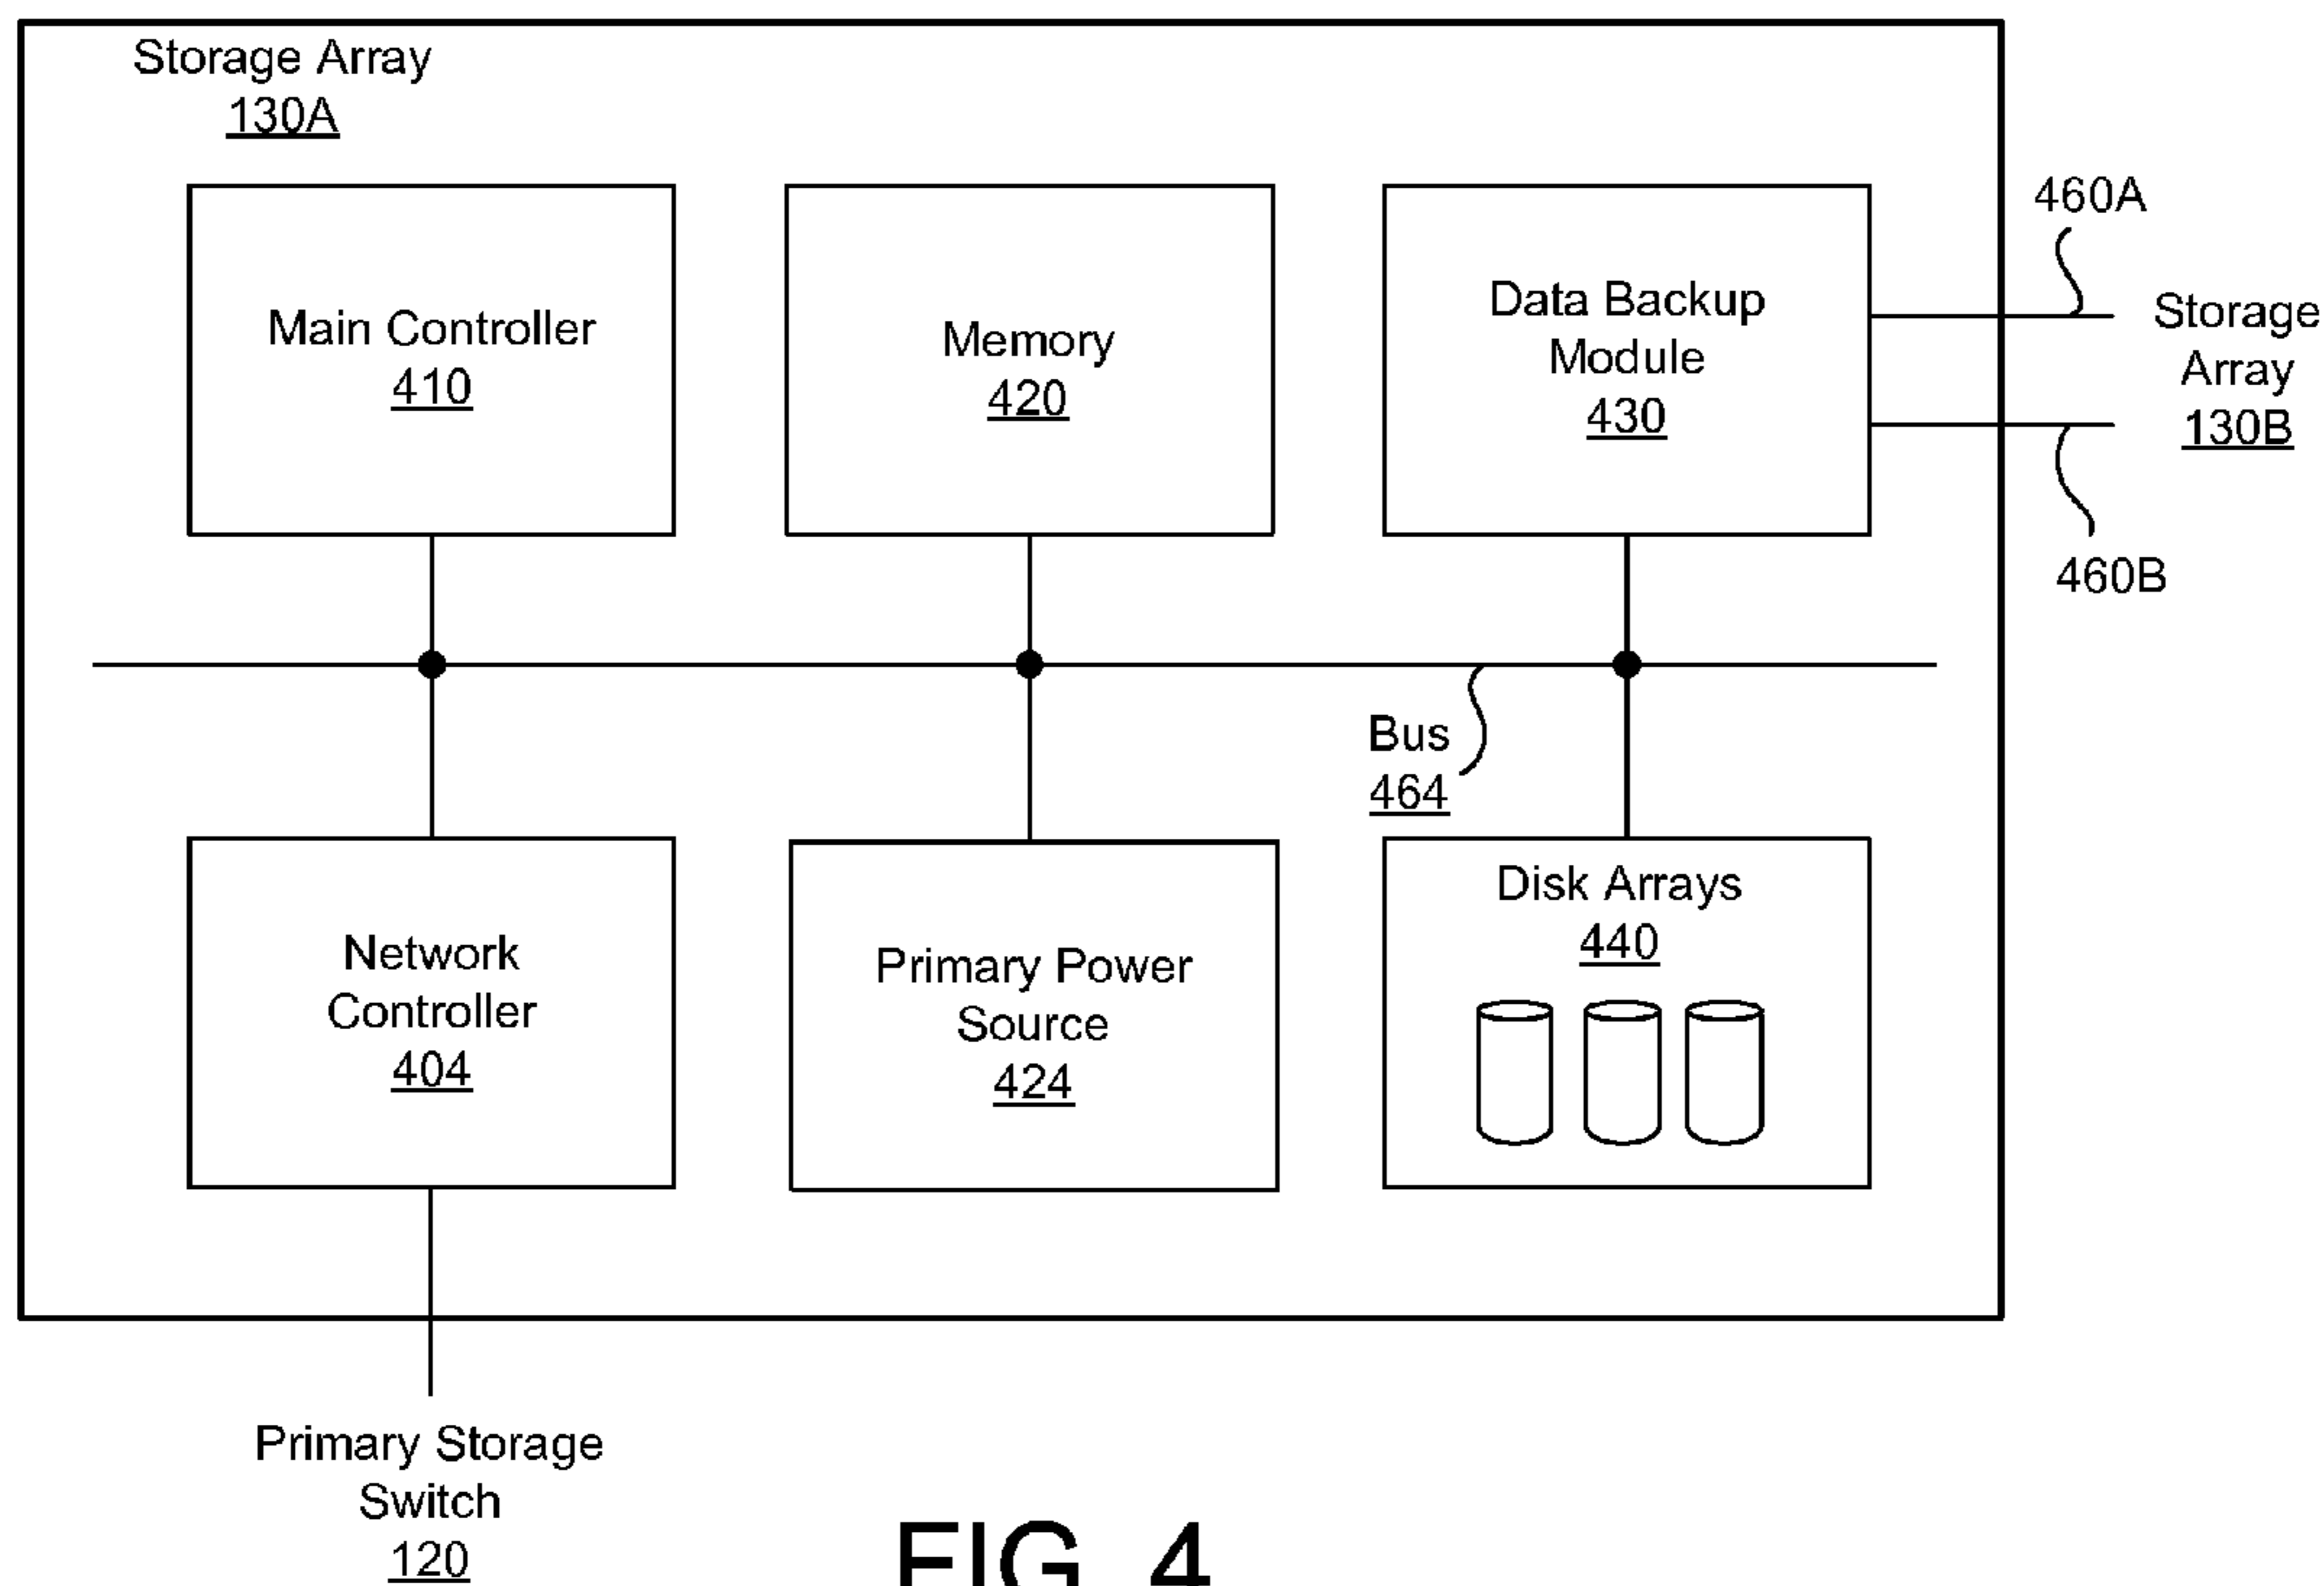 Storage Array
130A
Main Controller
410
Memory
420
Data Backup
Module
430
460A
Storage
Array
130B
460B
Bus
464
Network
Controller
404
Primary Power
Source
424
Disk Arrays
440
Primary Storage
Switch
120
FIG. 4